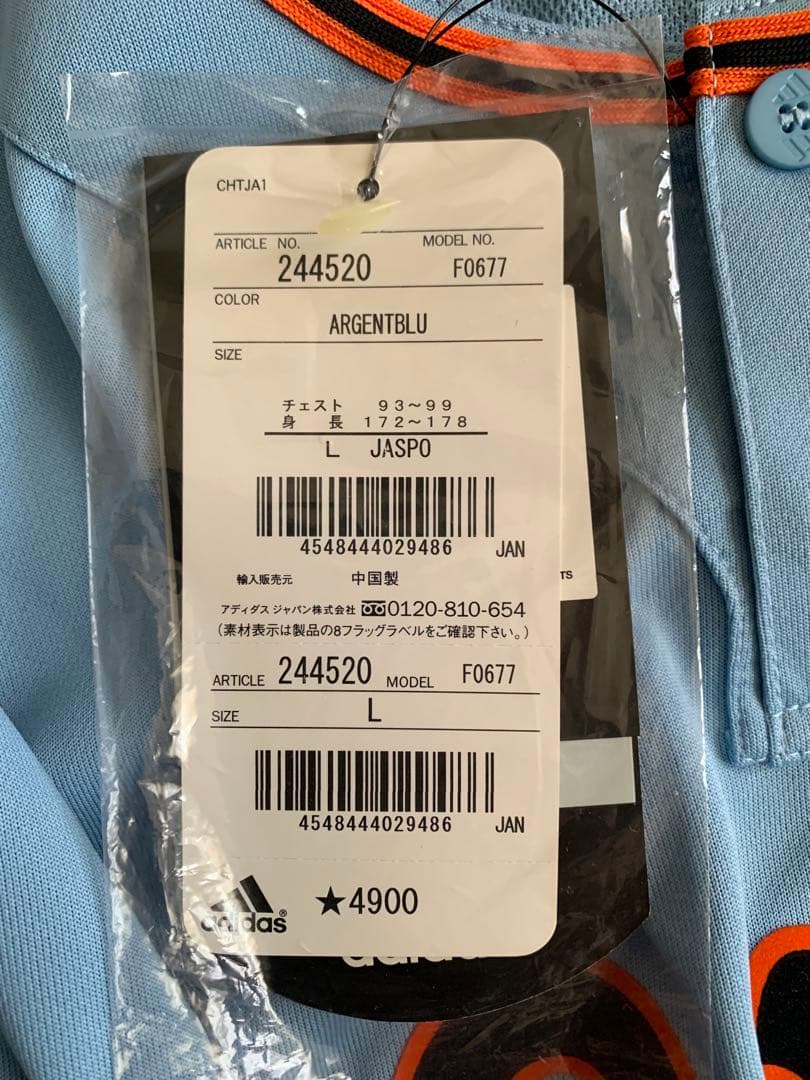 CHTJA1
ARTICLE NO. MODEL NO.
244520 F0677
COLOR
ARGENTBLU
SIZE
チェスト 93～99
身 長 172～178
L JASPO
4548444029486 JAN
輸入販売元 中国製
アディダス ジャパン株式会社 0120-810-654
(素材表示は製品の8フラッグラベルをご確認下さい。)
TS
ARTICLE 244520 MODEL F0677
SIZE L
4548444029486 JAN
adidas® ★4900
adidas